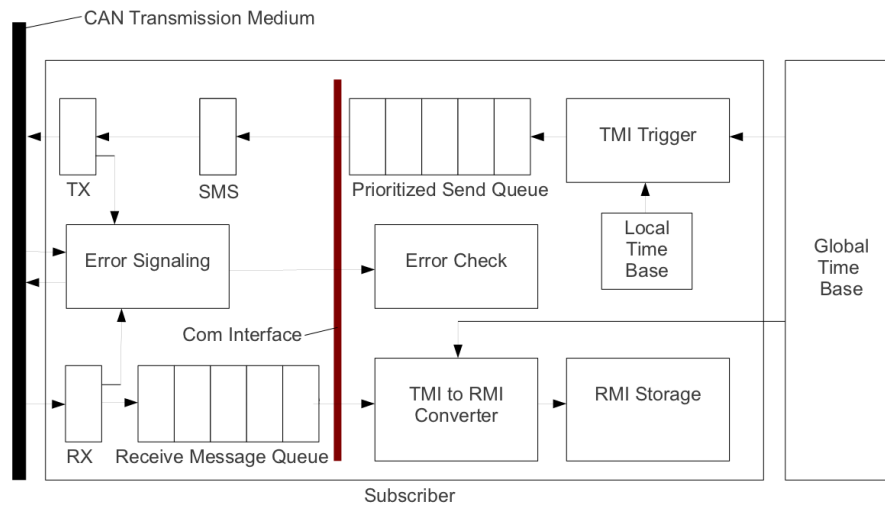 CAN Transmission Medium
TX
SMS
Prioritized Send Queue
TMI Trigger
Local
Time
Base
Global
Time
Base
Error Signaling
Error Check
Com Interface
RX
Receive Message Queue
TMI to RMI
Converter
RMI Storage
Subscriber